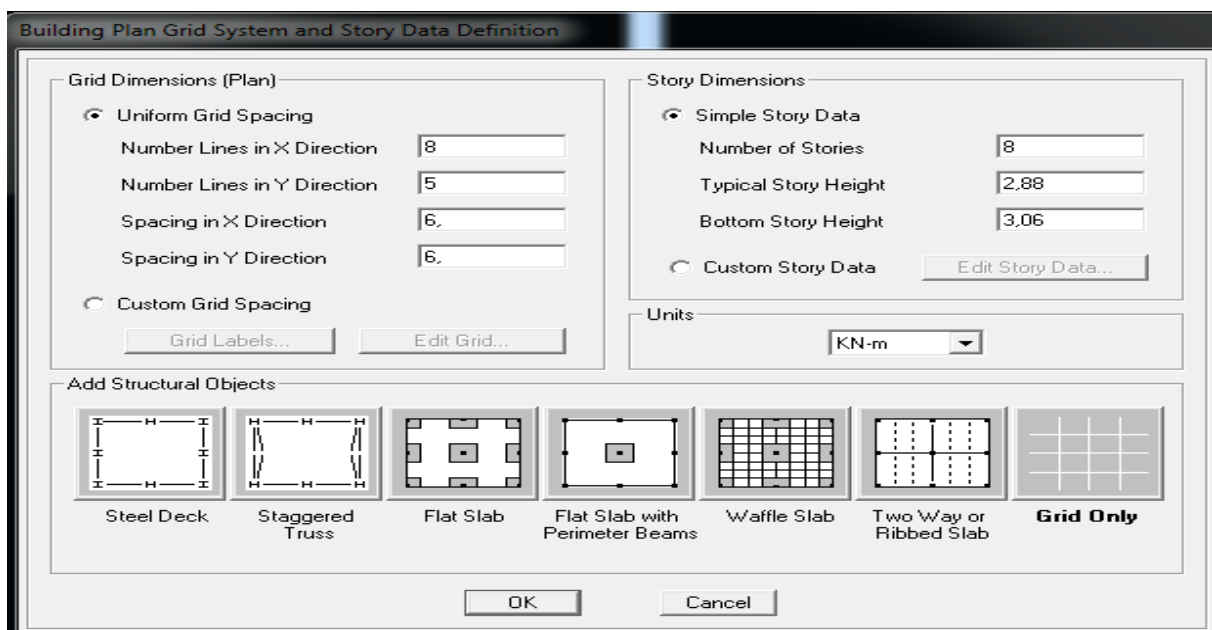 Building Plan Grid System and Story Data Definition
Grid Dimensions (Plan)
Uniform Grid Spacing
Number Lines in X Direction 8
Number Lines in Y Direction 5
Spacing in X Direction 6,
Spacing in Y Direction 6,
Custom Grid Spacing
Grid Labels...
Edit Grid...
Story Dimensions
Simple Story Data
Number of Stories 8
Typical Story Height 2,88
Bottom Story Height 3,06
Custom Story Data
Edit Story Data...
Units
KN-m
Add Structural Objects
Steel Deck
Staggered
Truss
Flat Slab
Flat Slab with
Perimeter Beams
Waffle Slab
Two Way or
Ribbed Slab
Grid Only
OK
Cancel